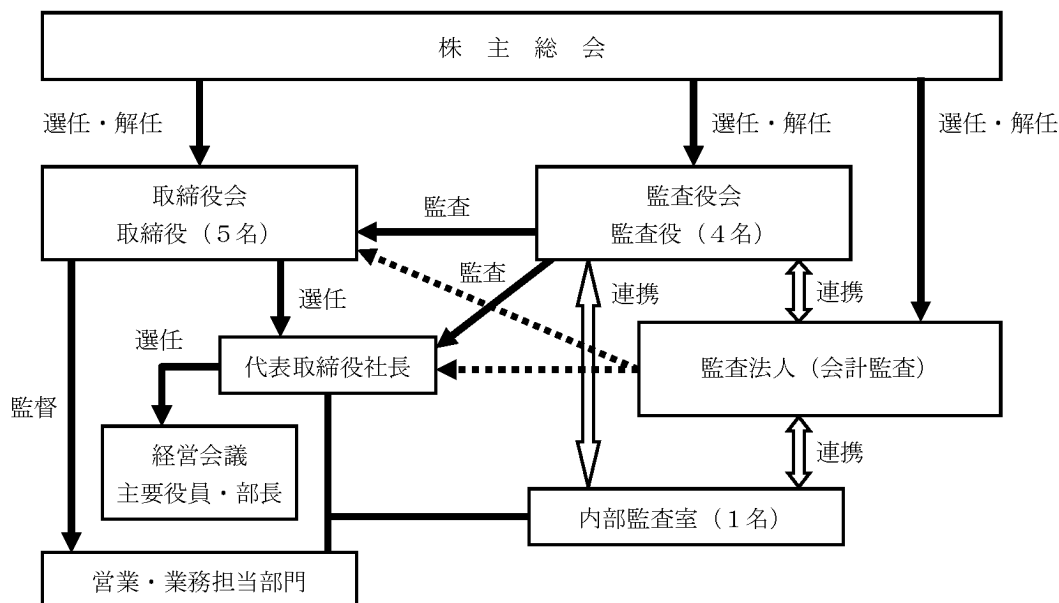 株　主　総　会
選任・解任
選任・解任
選任・解任
取締役会
取締役（５名）
監査
監査役会
監査役（４名）
監査
選任
連携
連携
選任
代表取締役社長
監査法人（会計監査）
監督
経営会議
主要役員・部長
連携
内部監査室（１名）
営業・業務担当部門